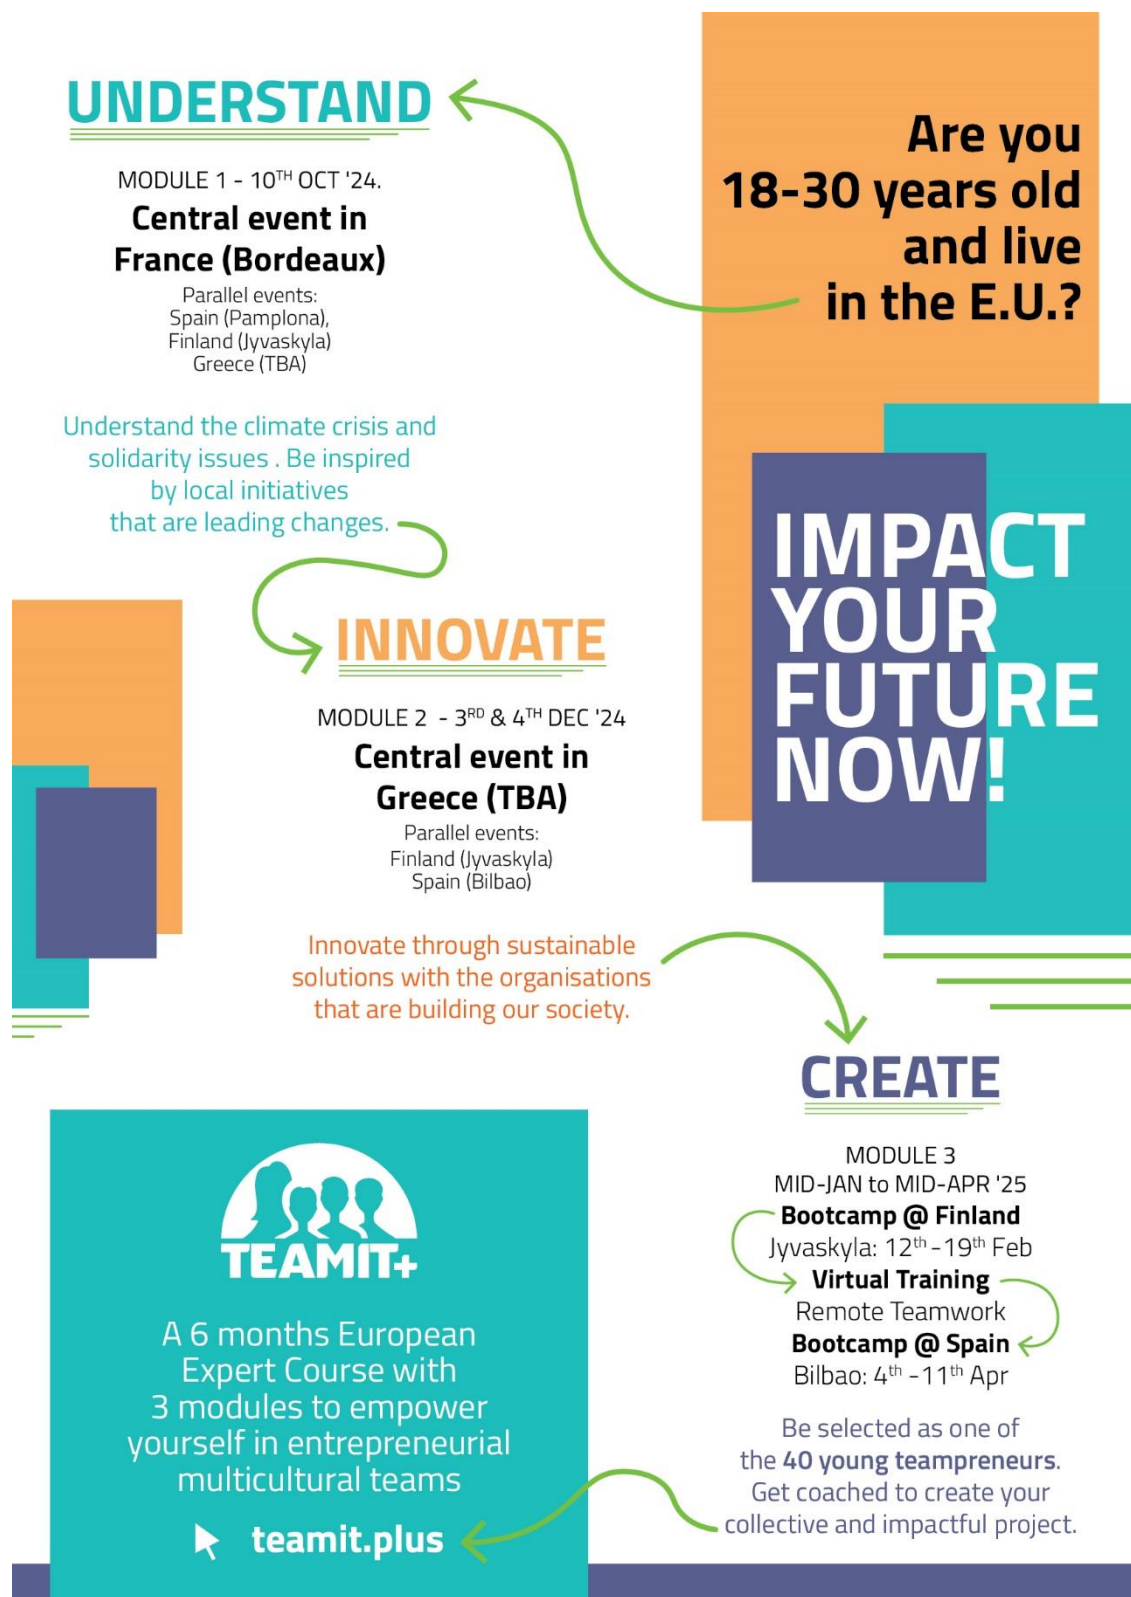 Are you
18-30 years old
and live
in the E.U.?
IMPACT
YOUR
FUTURE
NOW!
UNDERSTAND
MODULE 1 - 10TH OCT '24.
Central event in
France (Bordeaux)
Parallel events:
Spain (Pamplona),
Finland (Jyvaskyla)
Greece (TBA)
Understand the climate crisis and
solidarity issues . Be inspired
by local initiatives
that are leading changes.
INNOVATE
MODULE 2 - 3RD & 4TH DEC '24
Central event in
Greece (TBA)
Parallel events:
Finland (Jyvaskyla)
Spain (Bilbao)
Innovate through sustainable
solutions with the organisations
that are building our society.
CREATE
MODULE 3
MID-JAN to MID-APR '25
Bootcamp @ Finland
Jyvaskyla: 12th -19th Feb
Virtual Training
Remote Teamwork
Bootcamp @ Spain
Bilbao: 4th -11th Apr
Be selected as one of
the 40 young teampreneurs.
Get coached to create your
collective and impactful project.
TEAMIT+
A 6 months European
Expert Course with
3 modules to empower
yourself in entrepreneurial
multicultural teams
teamit.plus